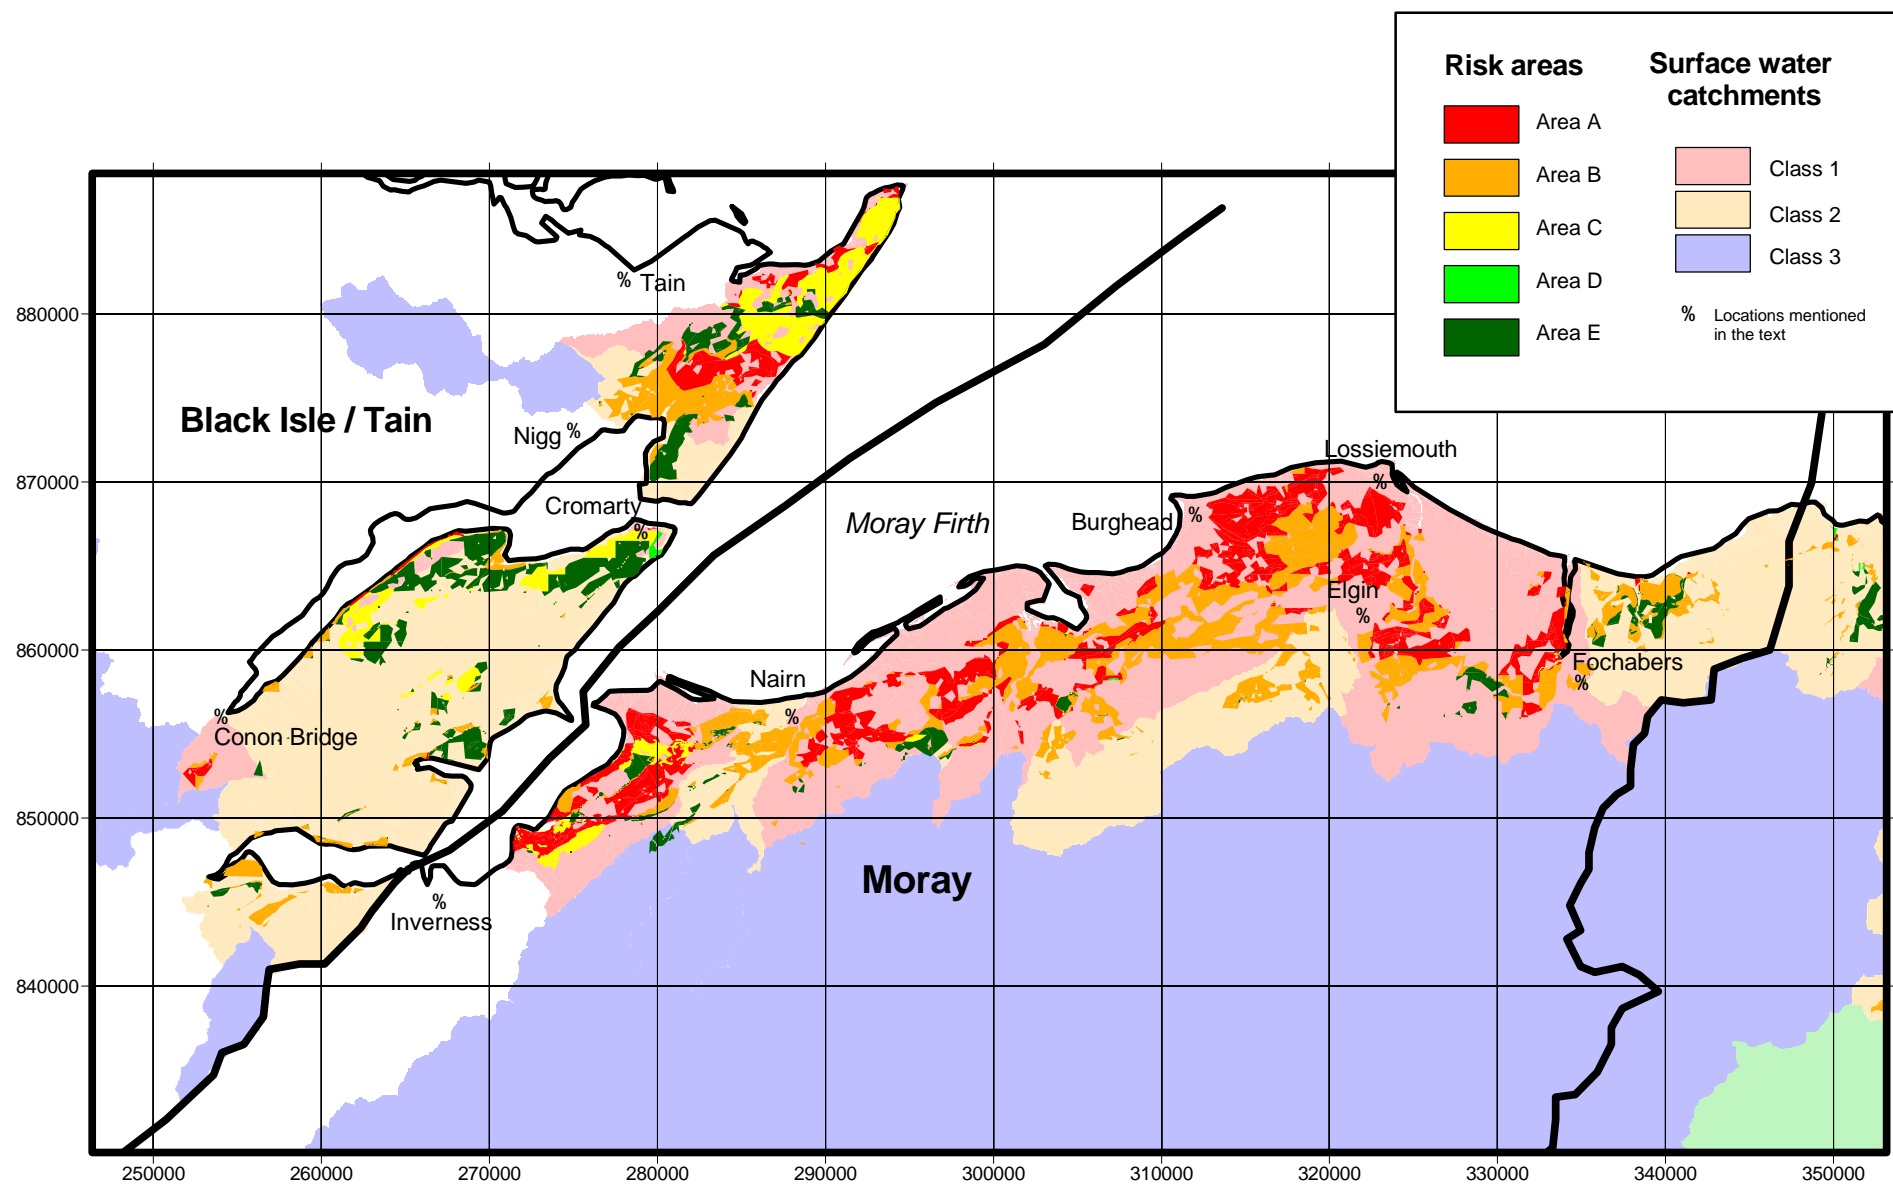 Risk areas
Surface water
catchments
Area A
Area B
Area C
Area D
Area E
Class 1
Class 2
Class 3
% Locations mentioned
in the text
% Tain
880000
Black Isle / Tain
Nigg %
Lossiemouth
%
870000
Cromarty
%
Moray Firth
Burghead %
Elgin
%
860000
Fochabers
%
Nairn
%
%
Conon Bridge
850000
Moray
%
Inverness
840000
250000 260000 270000 280000 290000 300000 310000 320000 330000 340000 350000